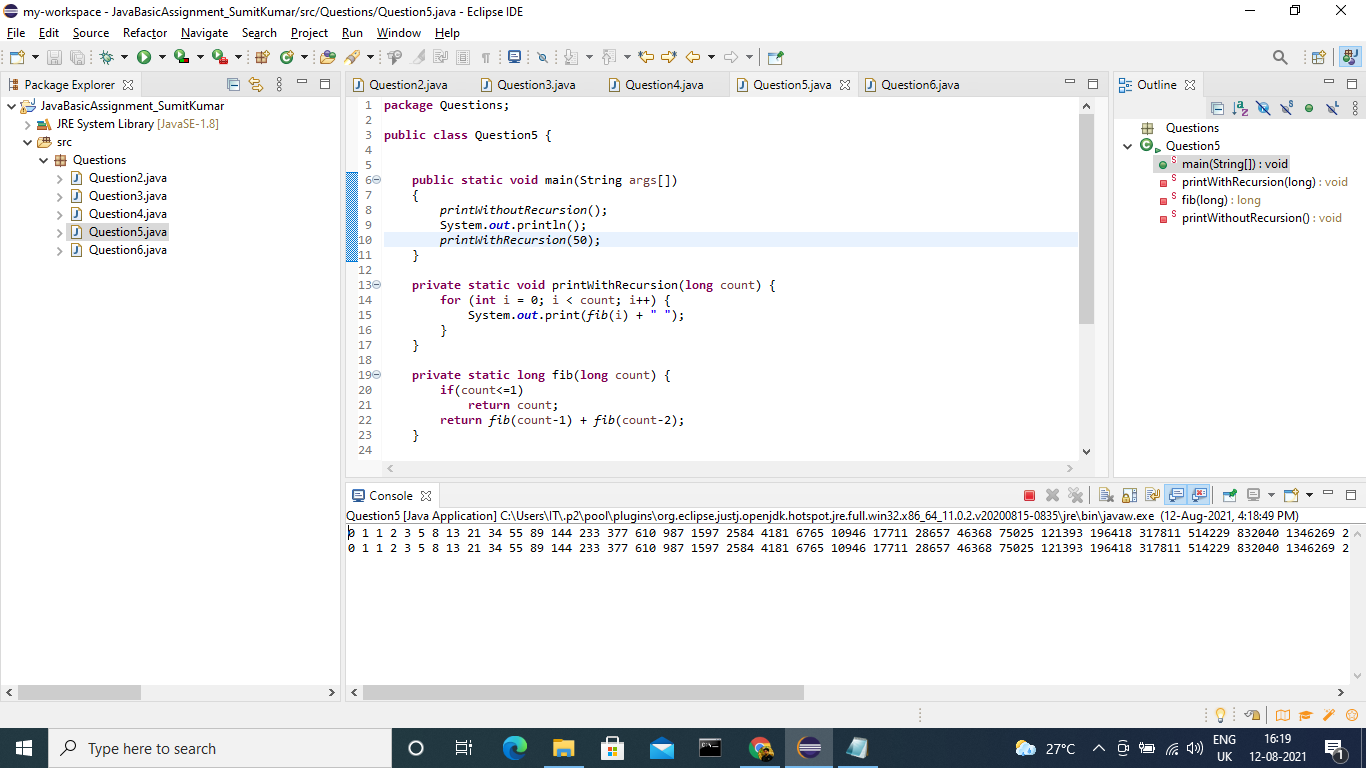 my-workspace - JavaBasicAssignment_SumitKumar/src/Questions/Question5.java - Eclipse IDE
File Edit Source Refactor Navigate Search Project Run Window Help
Package Explorer
JavaBasicAssignment_SumitKumar
JRE System Library [JavaSE-1.8]
src
Questions
Question2.java
Question3.java
Question4.java
Question5.java
Question6.java
Question2.java Question3.java Question4.java Question5.java Question6.java
1 package Questions;
2
3 public class Question5 {
4
5
6 public static void main(String args[])
7 {
8 printWithoutRecursion();
9 System.out.println();
10 printWithRecursion(50);
11 }
12
13 private static void printWithRecursion(long count) {
14 for (int i = 0; i < count; i++) {
15 System.out.print(fib(i) + " ");
16 }
17 }
18
19 private static long fib(long count) {
20 if(count<=1)
21 return count;
22 return fib(count-1) + fib(count-2);
23 }
24
Outline
Questions
Question5
main(String[]) : void
printWithRecursion(long) : void
fib(long) : long
printWithoutRecursion() : void
Console
Question5 [Java Application] C:\Users\IT\.p2\pool\plugins\org.eclipse.justj.openjdk.hotspot.jre.full.win32.x86_64_11.0.2.v20200815-0835\jre\bin\javaw.exe (12-Aug-2021, 4:18:49 PM)
0 1 1 2 3 5 8 13 21 34 55 89 144 233 377 610 987 1597 2584 4181 6765 10946 17711 28657 46368 75025 121393 196418 317811 514229 832040 1346269 2
0 1 1 2 3 5 8 13 21 34 55 89 144 233 377 610 987 1597 2584 4181 6765 10946 17711 28657 46368 75025 121393 196418 317811 514229 832040 1346269 2
Type here to search
27°C
ENG
UK
16:19
12-08-2021
1